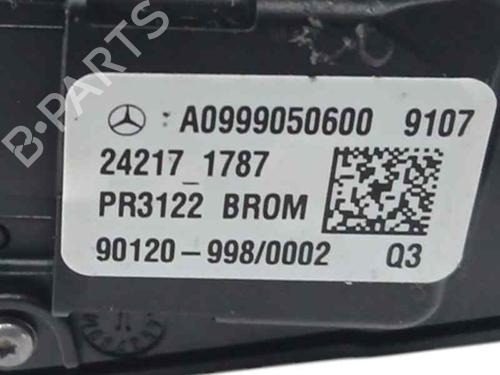 B-PARTS
: A0999050600 9107
24217_1787
PR3122 BROM
90120-998/0002 Q3